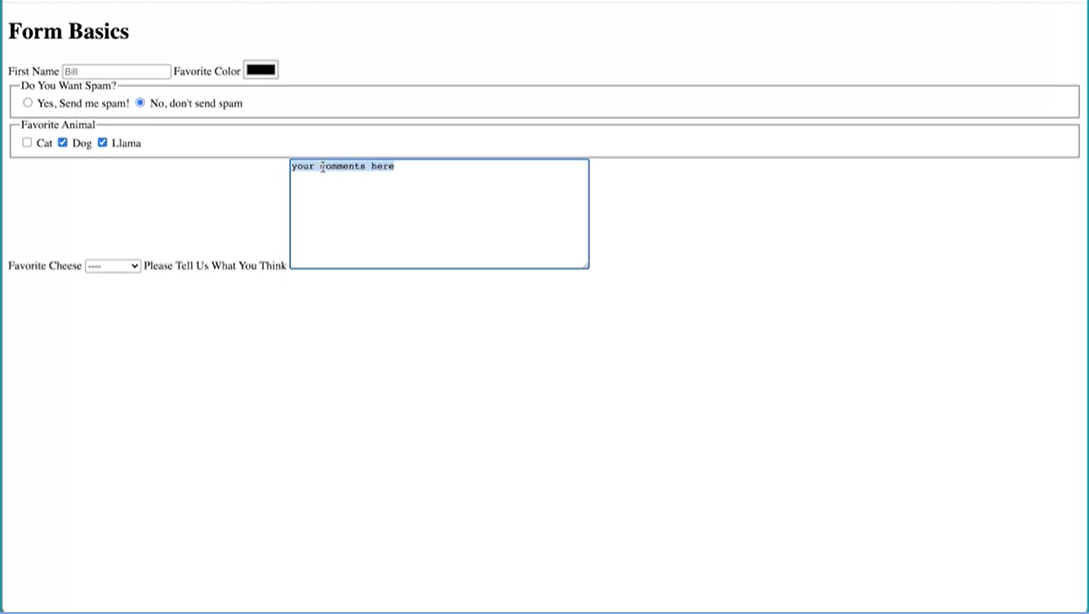 Form Basics
First Name Bill Favorite Color
Do You Want Spam?
Yes, Send me spam! No, don't send spam
Favorite Animal
Cat Dog Llama
your comments here
Favorite Cheese ---- Please Tell Us What You Think